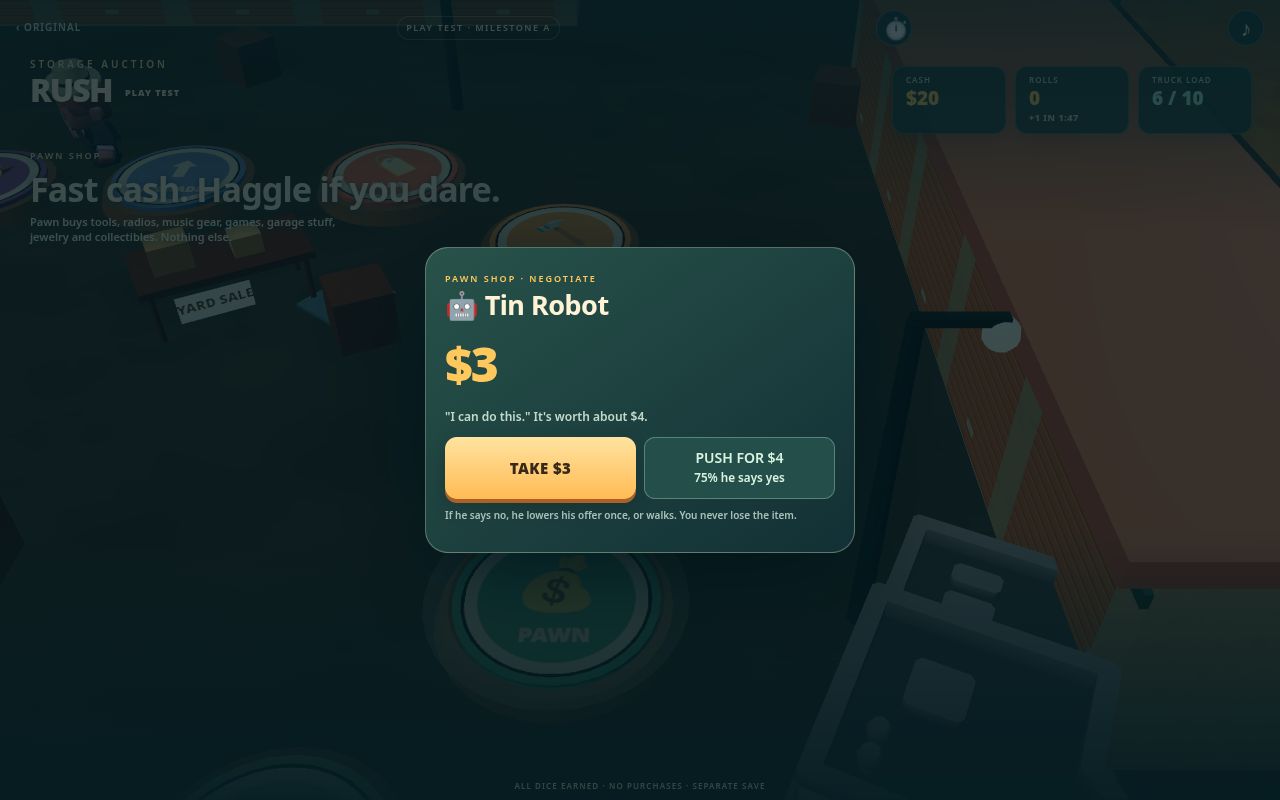 ‹ ORIGINAL
PLAY TEST · MILESTONE A
STORAGE AUCTION
RUSH PLAY TEST
CASH
$20
ROLLS
0
+1 IN 1:47
TRUCK LOAD
6 / 10
PAWN SHOP
Fast cash. Haggle if you dare.
Pawn buys tools, radios, music gear, games, garage stuff,
jewelry and collectibles. Nothing else.
YARD SALE
PAWN SHOP · NEGOTIATE
Tin Robot
$3
"I can do this." It's worth about $4.
TAKE $3
PUSH FOR $4
75% he says yes
If he says no, he lowers his offer once, or walks. You never lose the item.
$
PAWN
ALL DICE EARNED · NO PURCHASES · SEPARATE SAVE